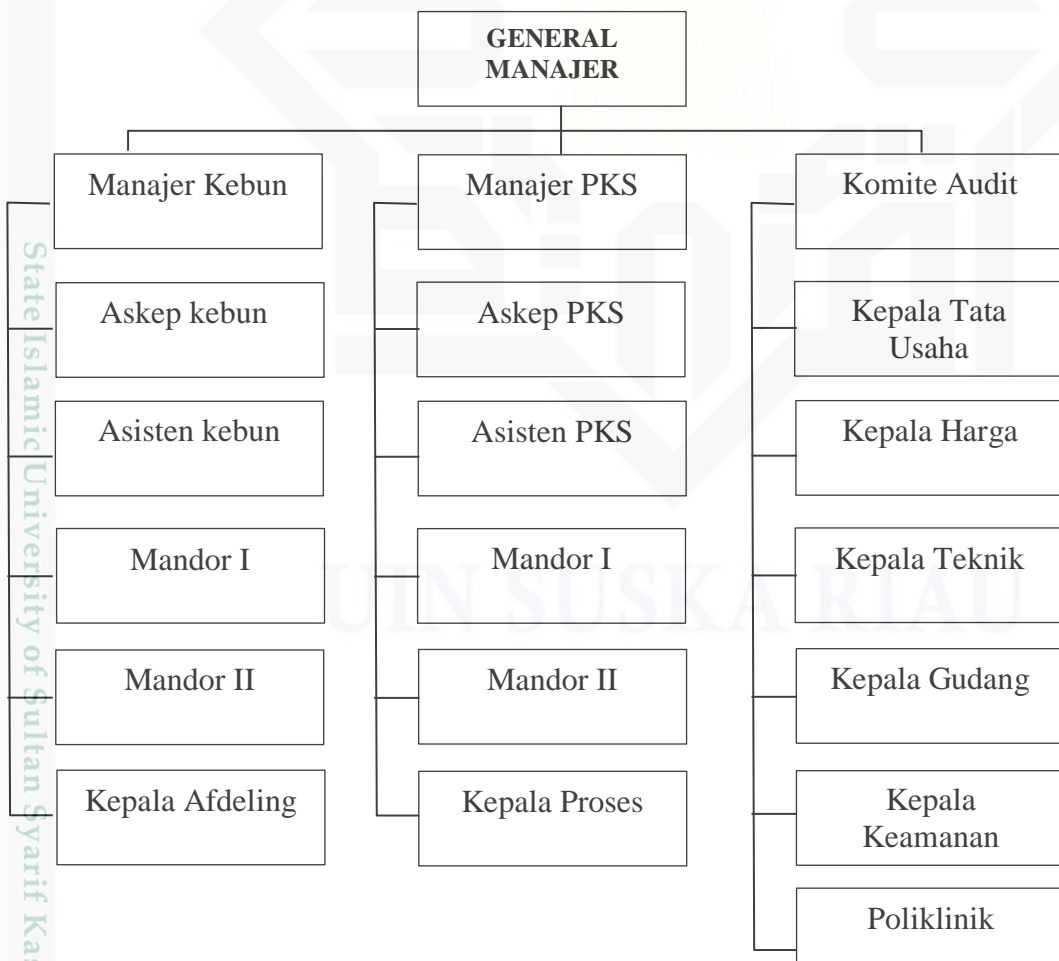 GENERAL
MANAJER
Manajer Kebun
Manajer PKS
Komite Audit
Askep kebun
Askep PKS
Kepala Tata
Usaha
Asisten kebun
Asisten PKS
Kepala Harga
Mandor I
Mandor I
Kepala Teknik
Mandor II
Mandor II
Kepala Gudang
Kepala Afdeling
Kepala Proses
Kepala
Keamanan
Poliklinik
UIN SUSKA RIAU
State Islamic University of Sultan Syarif